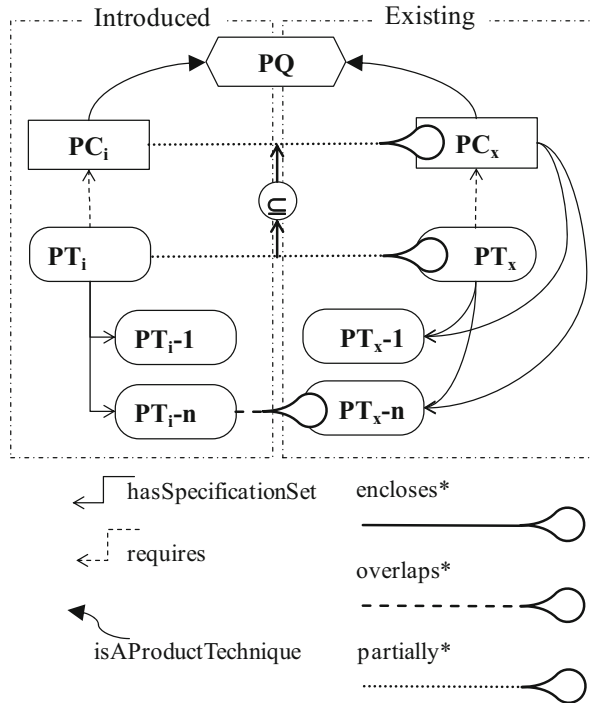 Introduced Existing
PQ
PCᵢ PCₓ
⊆
PTᵢ PTₓ
PTᵢ-1 PTₓ-1
PTᵢ-n PTₓ-n
hasSpecificationSet encloses*
requires
overlaps*
isAProductTechnique partially*